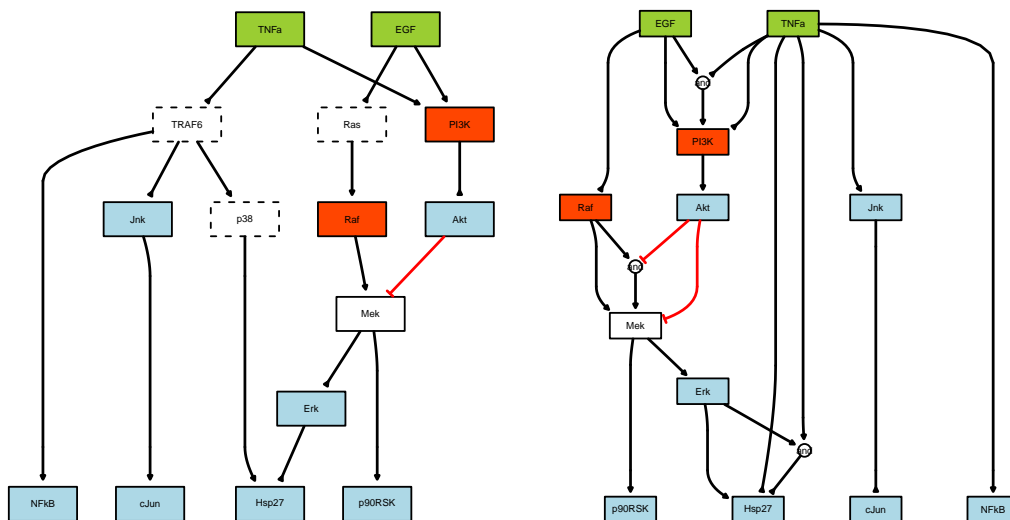 TNFa
EGF
TRAF6
Ras
PI3K
Jnk
p38
Raf
Akt
Mek
Erk
NFkB
cJun
Hsp27
p90RSK
EGF
TNFa
and
PI3K
Raf
Akt
Jnk
and
Mek
Erk
and
p90RSK
Hsp27
cJun
NFkB